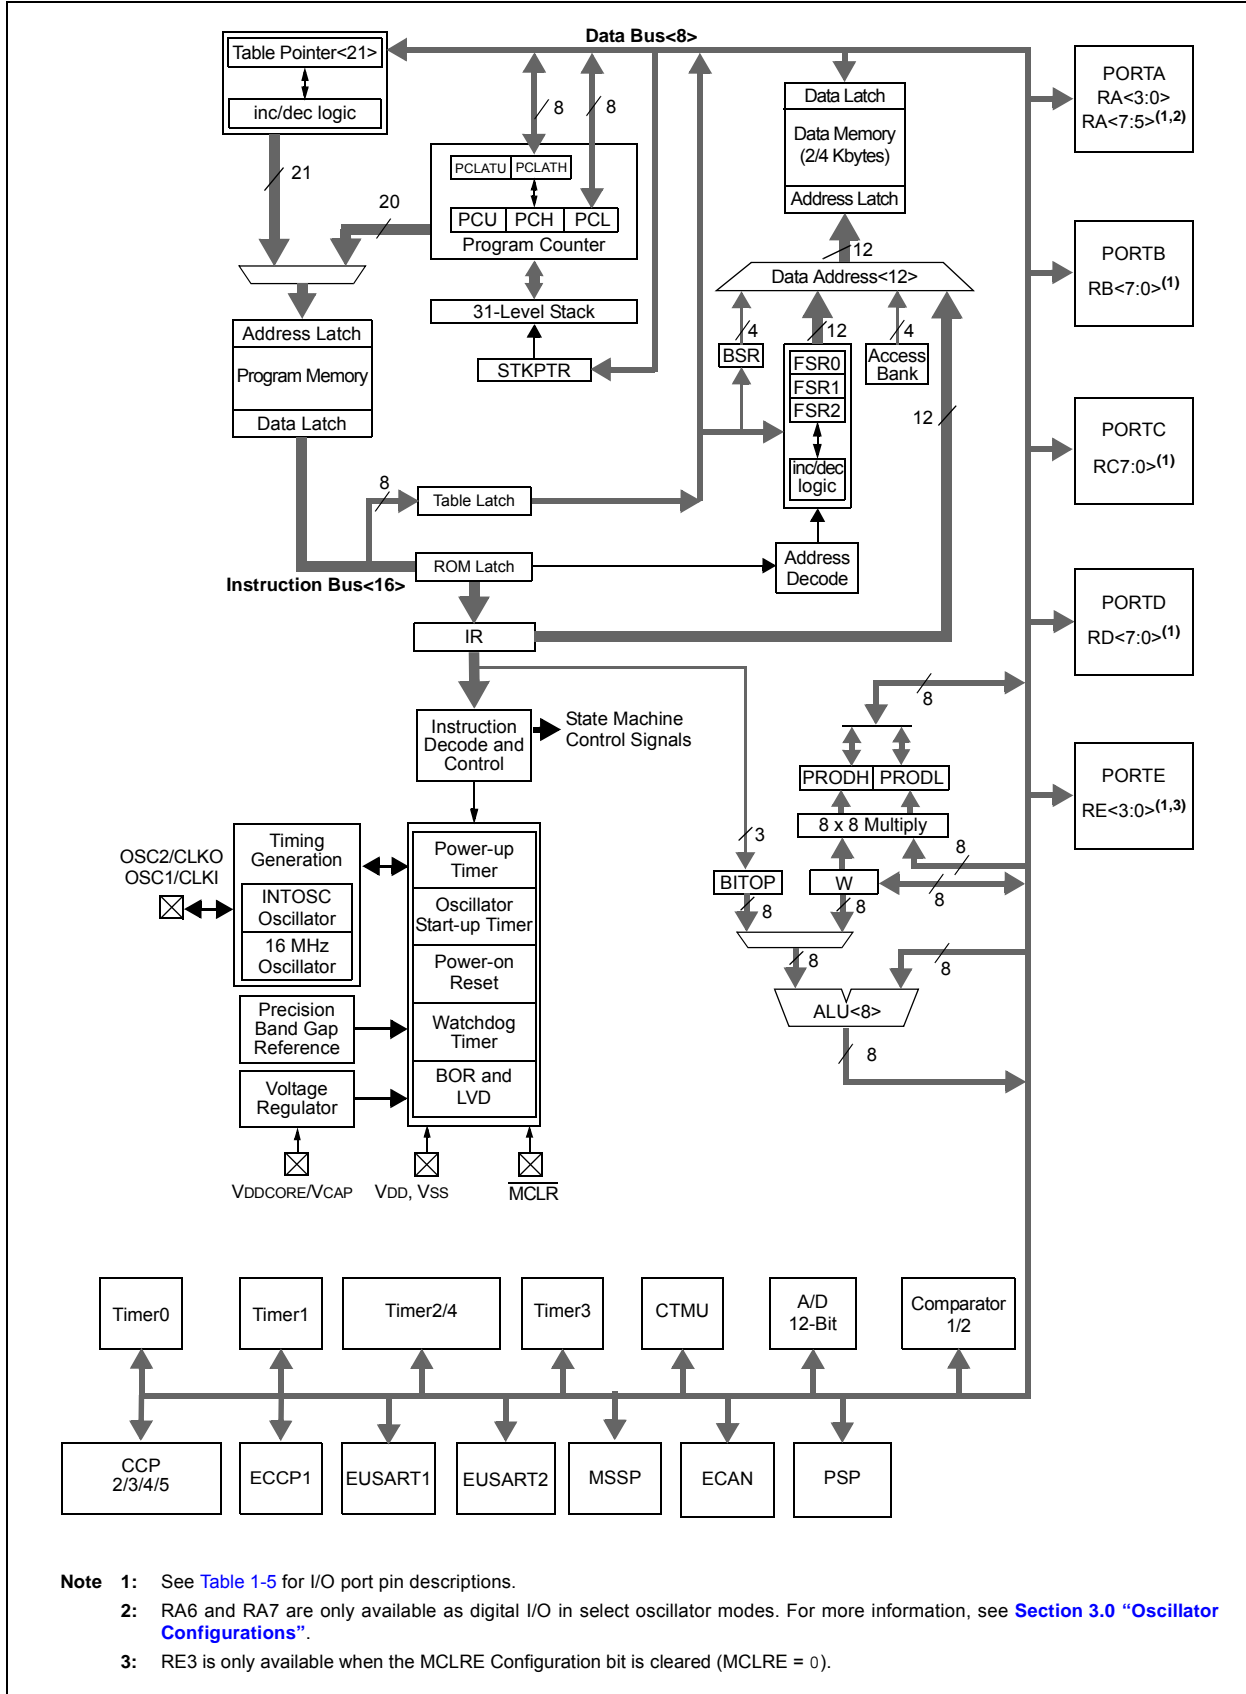 Data Bus<8>
Table Pointer<21>
inc/dec logic
21
20
8
8
PCLATU PCLATH
PCU PCH PCL
Program Counter
31-Level Stack
STKPTR
Data Latch
Data Memory
(2/4 Kbytes)
Address Latch
12
Data Address<12>
4
12
4
BSR
FSR0
FSR1
FSR2
inc/dec
logic
Access
Bank
12
Address Latch
Program Memory
Data Latch
8
Table Latch
ROM Latch
Instruction Bus<16>
Address
Decode
IR
Instruction
Decode and
Control
State Machine
Control Signals
8
PRODH PRODL
8 x 8 Multiply
3
8
BITOP
W
8
8
8
8
8
ALU<8>
8
OSC2/CLKO
OSC1/CLKI
Timing
Generation
INTOSC
Oscillator
16 MHz
Oscillator
Precision
Band Gap
Reference
Voltage
Regulator
Power-up
Timer
Oscillator
Start-up Timer
Power-on
Reset
Watchdog
Timer
BOR and
LVD
VDDCORE/VCAP
VDD, VSS
MCLR
PORTA
RA<3:0>
RA<7:5>(1,2)
PORTB
RB<7:0>(1)
PORTC
RC7:0>(1)
PORTD
RD<7:0>(1)
PORTE
RE<3:0>(1,3)
Timer0
Timer1
Timer2/4
Timer3
CTMU
A/D
12-Bit
Comparator
1/2
CCP
2/3/4/5
ECCP1
EUSART1
EUSART2
MSSP
ECAN
PSP
Note 1: See Table 1-5 for I/O port pin descriptions.
2: RA6 and RA7 are only available as digital I/O in select oscillator modes. For more information, see Section 3.0 “Oscillator
Configurations”.
3: RE3 is only available when the MCLRE Configuration bit is cleared (MCLRE = 0).